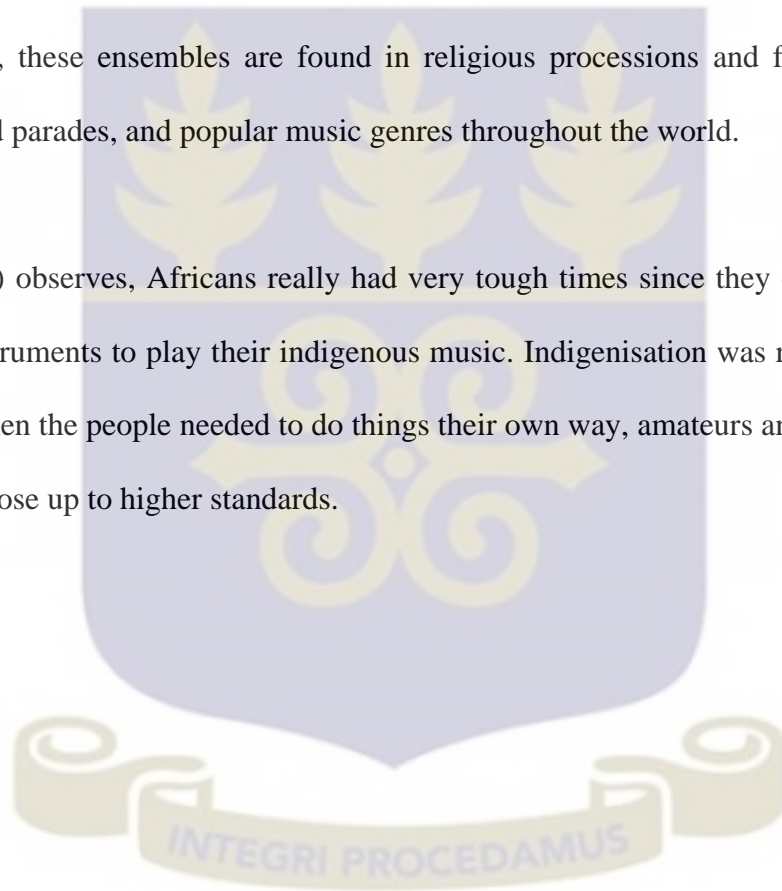 , these ensembles are found in religious processions and f
d parades, and popular music genres throughout the world.
) observes, Africans really had very tough times since they
ruments to play their indigenous music. Indigenisation was
en the people needed to do things their own way, amateurs
ose up to higher standards.
INTEGRI PROCEDAMUS